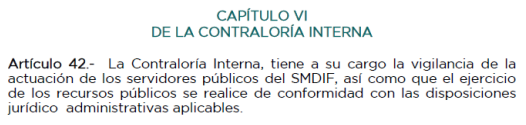 CAPÍTULO VI
DE LA CONTRALORÍA INTERNA
Artículo 42.- La Contraloría Interna, tiene a su cargo la vigilancia de la
actuación de los servidores públicos del SMDIF, así como que el ejercicio
de los recursos públicos se realice de conformidad con las disposiciones
jurídico administrativas aplicables.